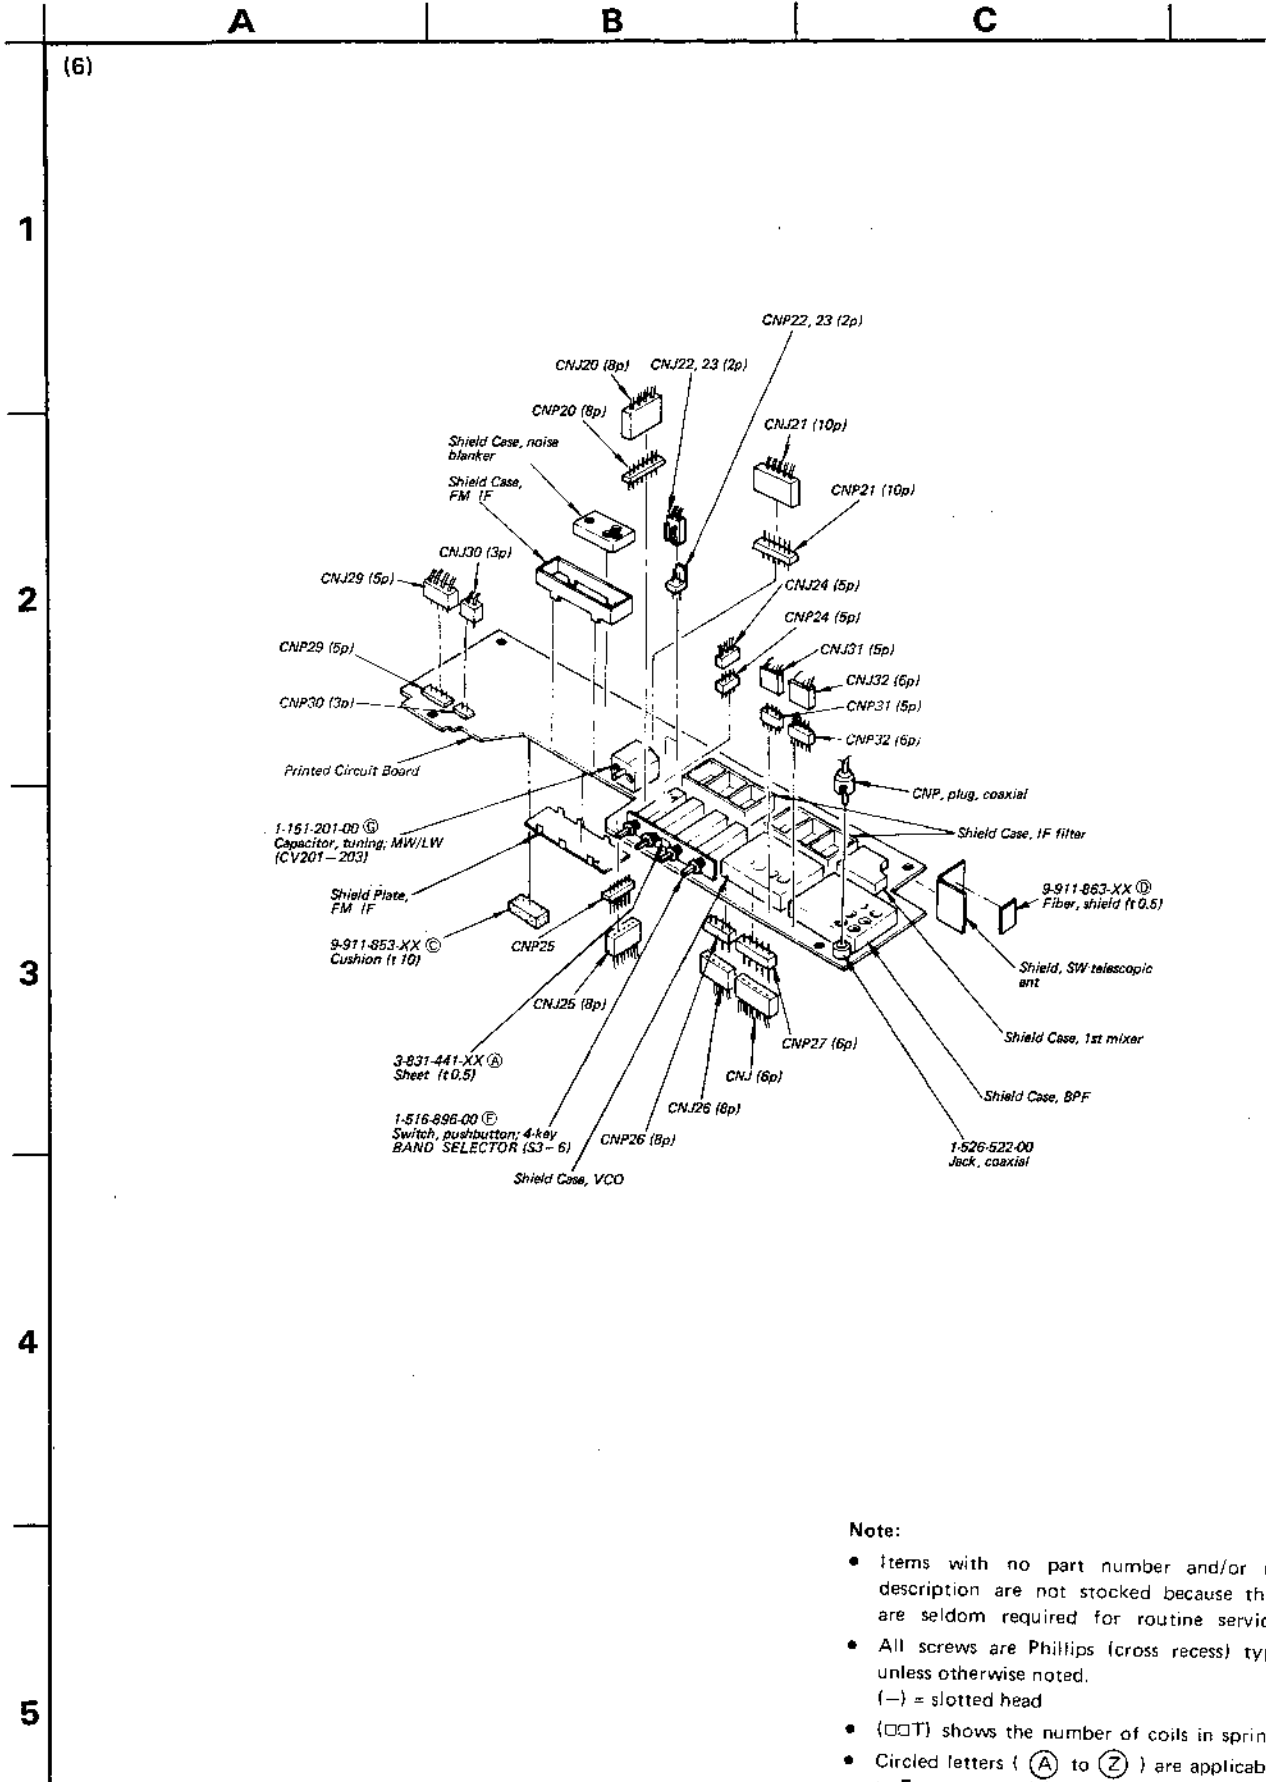 A B C
(6)
1
CNP22, 23 (2p)
CNJ20 (8p) CNJ22, 23 (2p)
CNP20 (8p)
CNJ21 (10p)
Shield Case, noise
blanker
Shield Case,
FM IF
CNP21 (10p)
CNJ30 (3p)
CNJ29 (5p)
2
CNJ24 (5p)
CNP24 (5p)
CNP29 (5p)
CNJ31 (5p)
CNJ32 (6p)
CNP30 (3p)
CNP31 (5p)
CNP32 (6p)
Printed Circuit Board
CNP, plug, coaxial
1-151-201-00 Ⓖ
Capacitor, tuning; MW/LW
(CV201-203)
Shield Case, IF filter
Shield Plate,
FM IF
9-911-863-XX Ⓓ
Fiber, shield (t 0.5)
9-911-853-XX Ⓒ
Cushion (t 10)
CNP25
3
Shield, SW-telescopic
ant
CNJ25 (8p)
Shield Case, 1st mixer
CNP27 (6p)
3-831-441-XX Ⓐ
Sheet (t 0.5)
CNJ (6p)
Shield Case, BPF
CNJ26 (8p)
1-516-896-00 Ⓕ
Switch, pushbutton; 4-key
BAND SELECTOR (S3-6)
CNP26 (8p)
1-526-522-00
Jack, coaxial
Shield Case, VCO
4
Note:
● Items with no part number and/or
description are not stocked because th
are seldom required for routine servic
● All screws are Phillips (cross recess) typ
unless otherwise noted.
(−) = slotted head
5
● (□□T) shows the number of coils in sprin
● Circled letters ( Ⓐ to Ⓩ ) are applicab